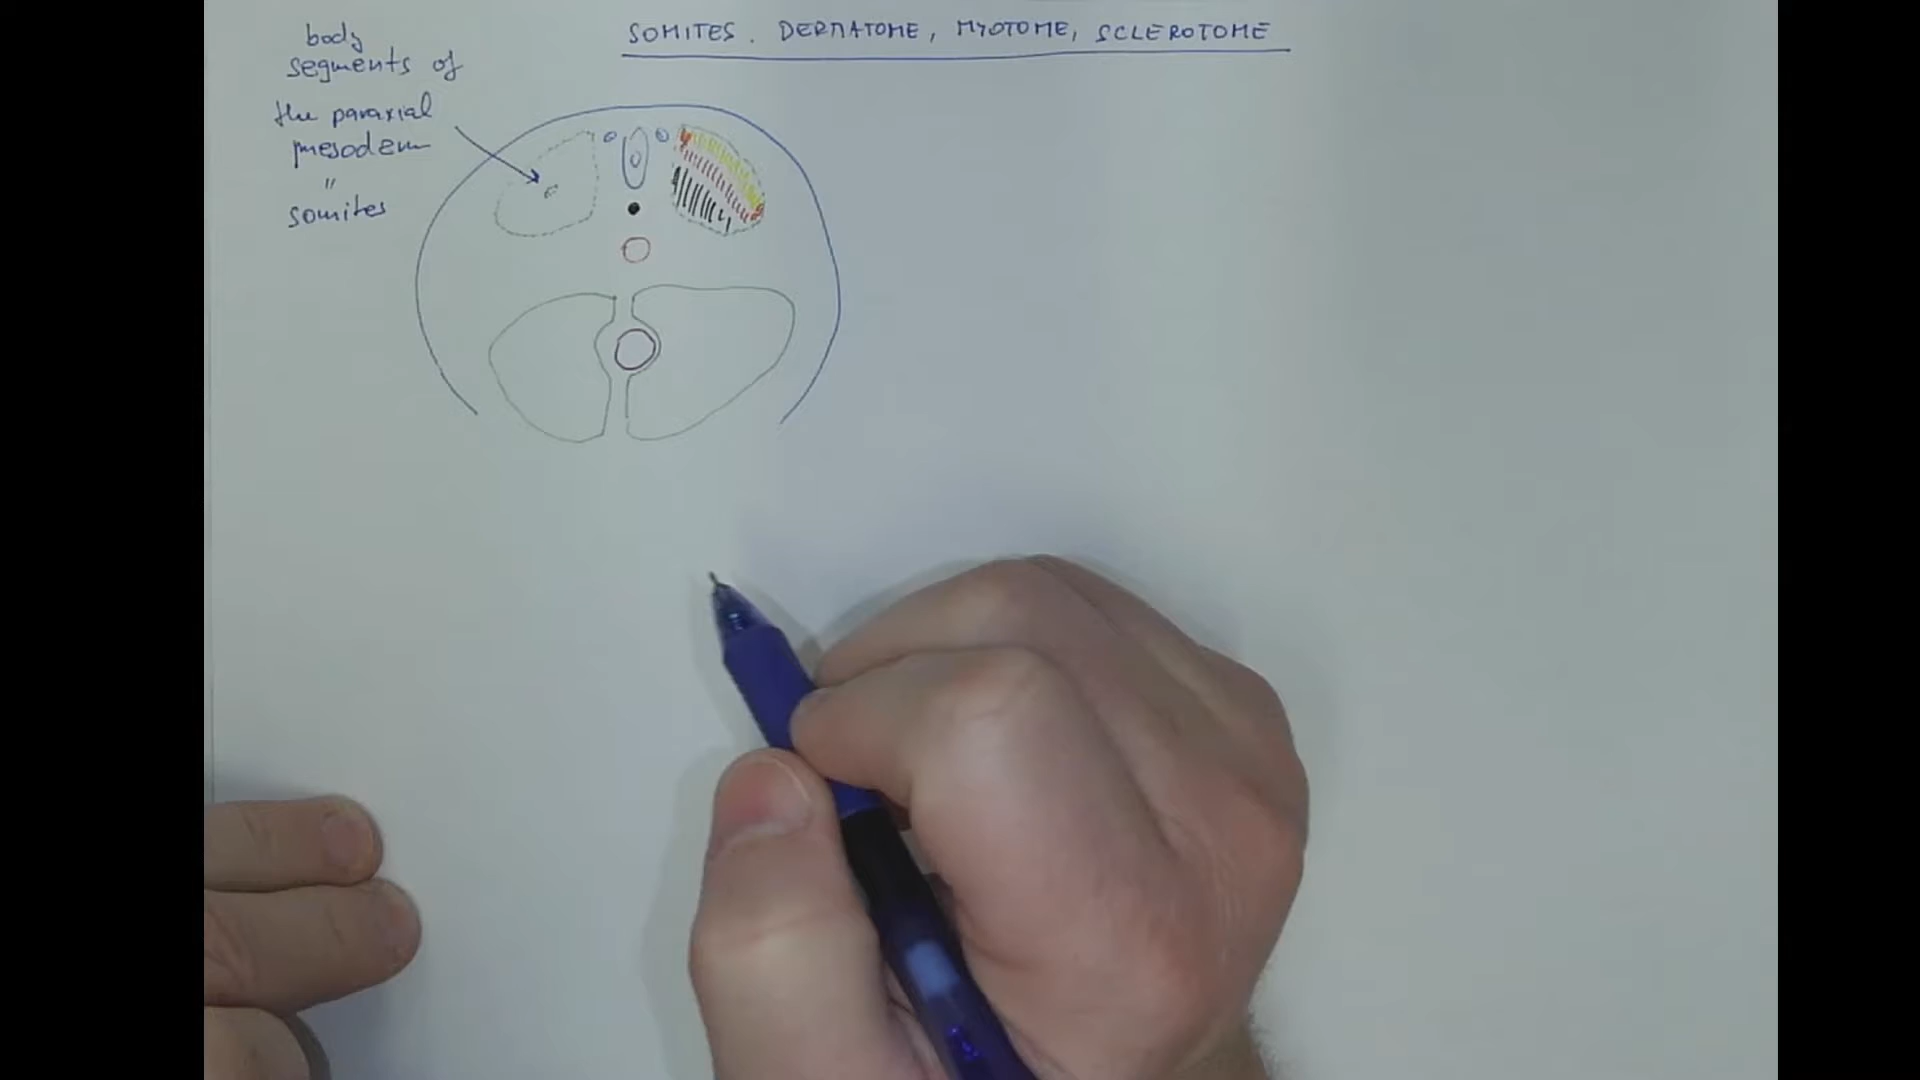 SOMITES. DERMATOME, MYOTOME, SCLEROTOME
body
segments of
the paraxial
mesoderm
"
somites